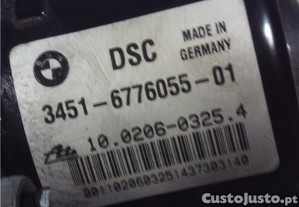 DSC
MADE IN
GERMANY
3451-6776055-01
10.0206-0325.4
CustoJusto.pt